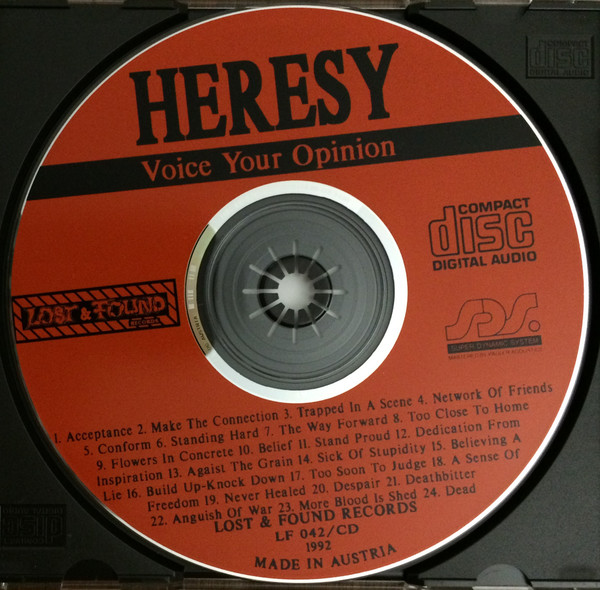 COMPACT
disc
DIGITAL AUDIO
HERESY
Voice Your Opinion
COMPACT
disc
DIGITAL AUDIO
LOST & FOUND
SDS.
SUPER DYNAMIC SYSTEM
1. Acceptance 2. Make The Connection 3. Trapped In A Scene 4. Network Of Friends
5. Conform 6. Standing Hard 7. The Way Forward 8. Too Close To Home
9. Flowers In Concrete 10. Belief 11. Stand Proud 12. Dedication From
Inspiration 13. Agaist The Grain 14. Sick Of Stupidity 15. Believing A
Lie 16. Build Up-Knock Down 17. Too Soon To Judge 18. A Sense Of
Freedom 19. Never Healed 20. Despair 21. Deathbitter
22. Anguish Of War 23. More Blood Is Shed 24. Dead
LOST & FOUND RECORDS
LF 042/CD
1992
MADE IN AUSTRIA